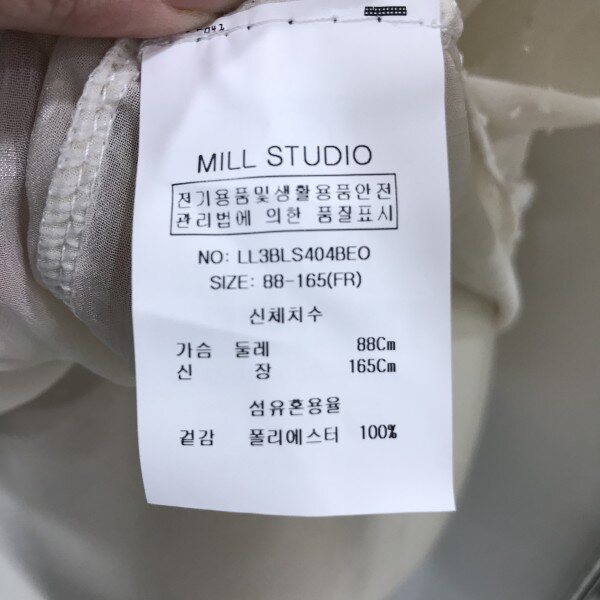 042
MILL STUDIO
전기용품및생활용품안전
관리법에 의한 품질표시
NO: LL3BLS404BEO
SIZE: 88-165(FR)
신체치수
가슴 둘레 88Cm
신 장 165Cm
섬유혼용율
겉감 폴리에스터 100%